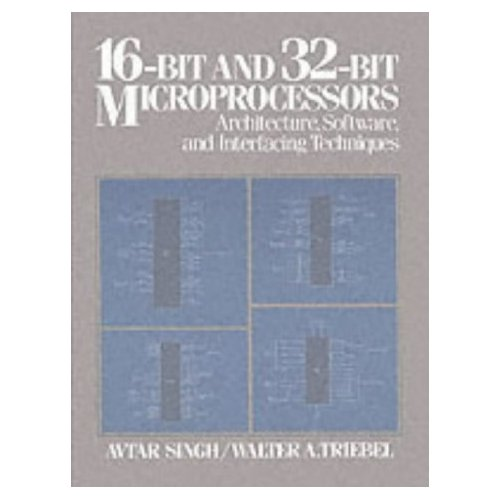 16-BIT AND 32-BIT
MICROPROCESSORS
Architecture, Software,
and Interfacing Techniques
AVTAR SINGH/WALTER A. TRIEBEL